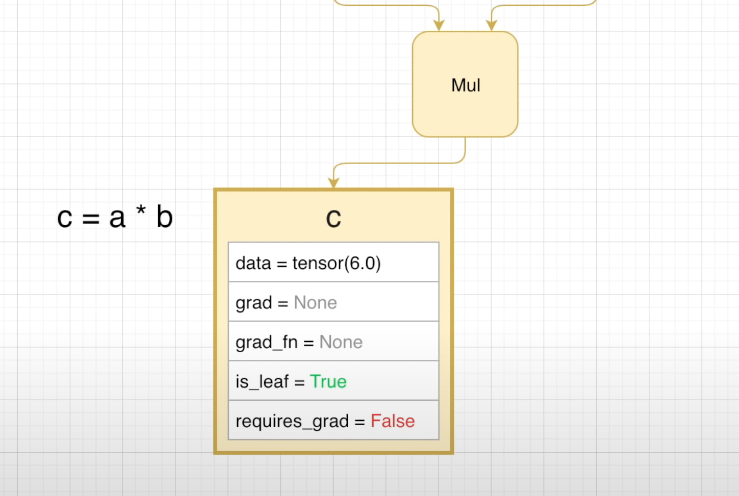 Mul
c = a * b
c
data = tensor(6.0)
grad = None
grad_fn = None
is_leaf = True
requires_grad = False